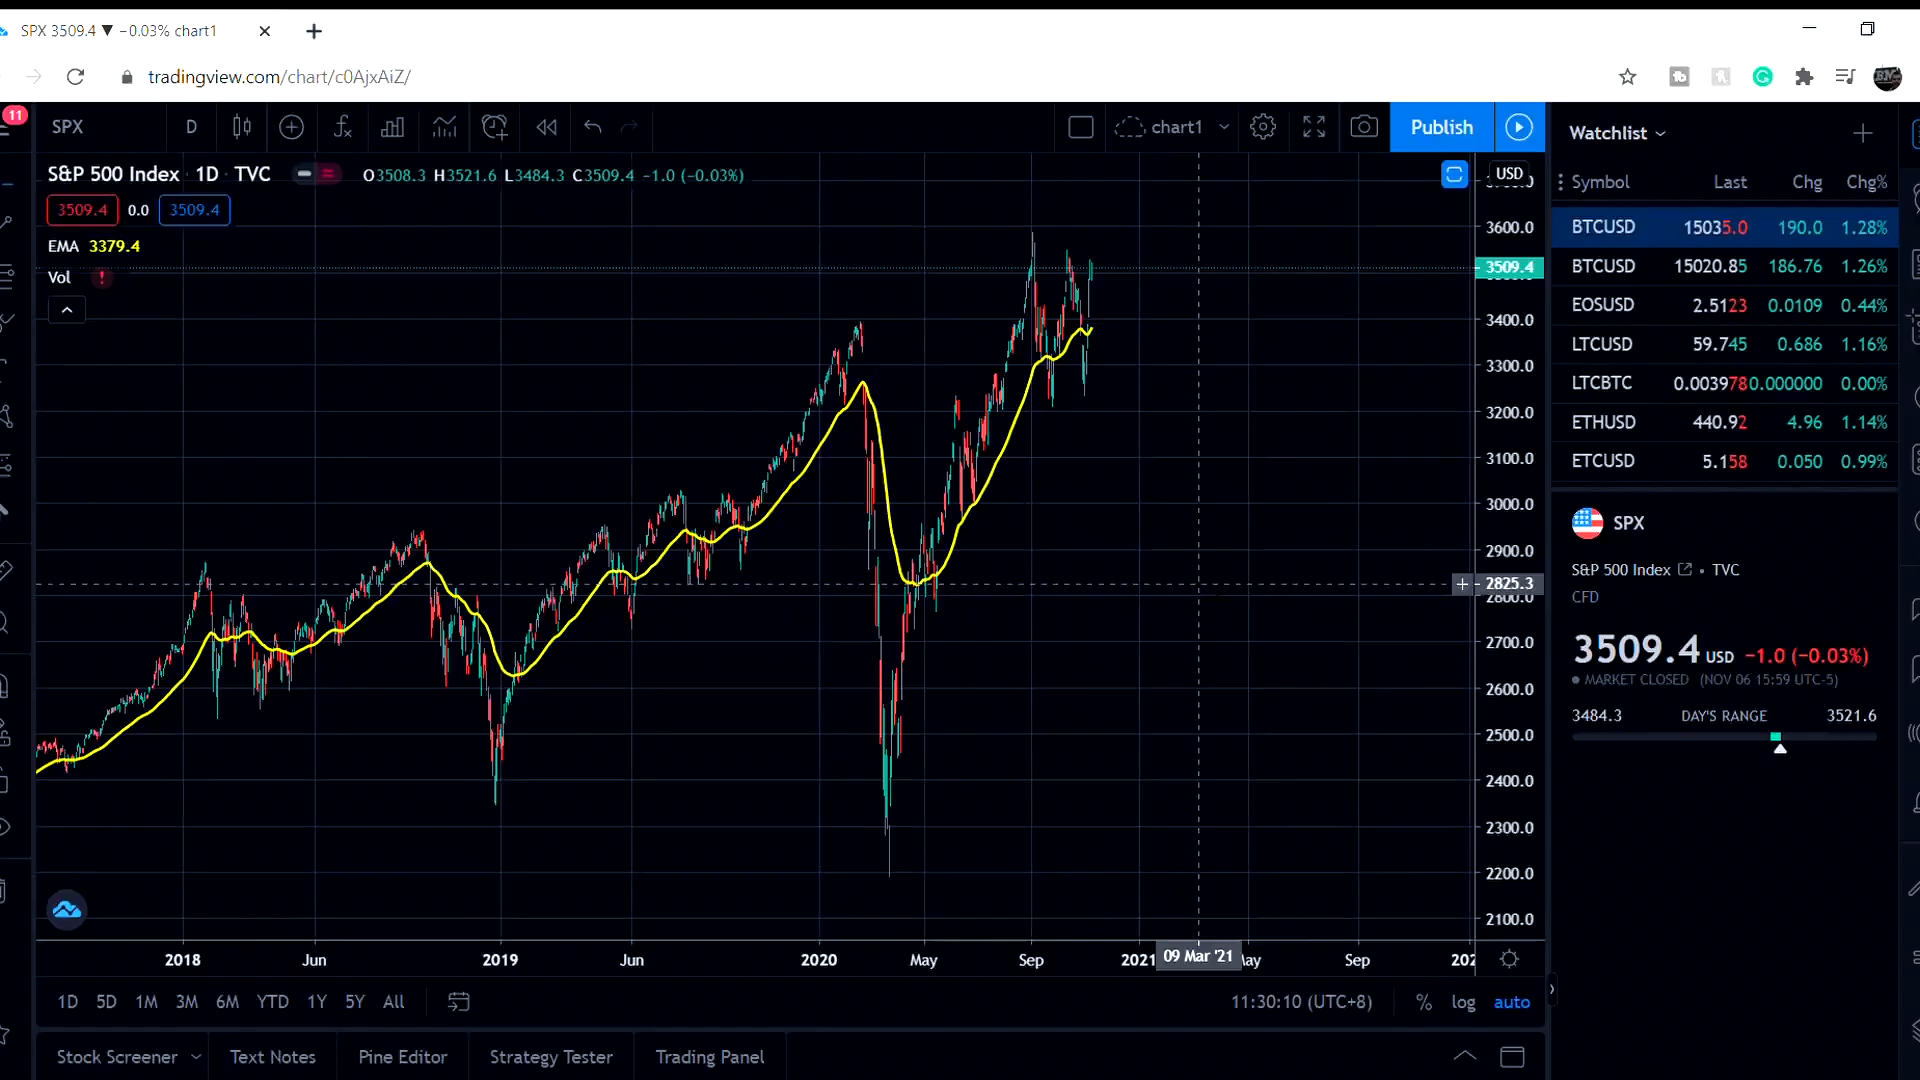 SPX 3509.4 ▼ −0.03% chart1
tradingview.com/chart/c0AjxAiZ/
11
SPX D chart1 Publish
S&P 500 Index · 1D · TVC O3508.3 H3521.6 L3484.3 C3509.4 −1.0 (−0.03%)
3509.4 0.0 3509.4
EMA 3379.4
Vol !
USD
3600.0
3509.4
3400.0
3300.0
3200.0
3100.0
3000.0
2900.0
2825.3
2800.0
2700.0
2600.0
2500.0
2400.0
2300.0
2200.0
2100.0
2018 Jun 2019 Jun 2020 May Sep 2021 09 Mar '21 Sep
1D 5D 1M 3M 6M YTD 1Y 5Y All 11:30:10 (UTC+8) % log auto
Stock Screener Text Notes Pine Editor Strategy Tester Trading Panel
Watchlist
Symbol Last Chg Chg%
BTCUSD 15035.0 190.0 1.28%
BTCUSD 15020.85 186.76 1.26%
EOSUSD 2.5123 0.0109 0.44%
LTCUSD 59.745 0.686 1.16%
LTCBTC 0.003978 0.000000 0.00%
ETHUSD 440.92 4.96 1.14%
ETCUSD 5.158 0.050 0.99%
SPX
S&P 500 Index • TVC
CFD
3509.4 USD −1.0 (−0.03%)
MARKET CLOSED (NOV 06 15:59 UTC-5)
3484.3 DAY'S RANGE 3521.6